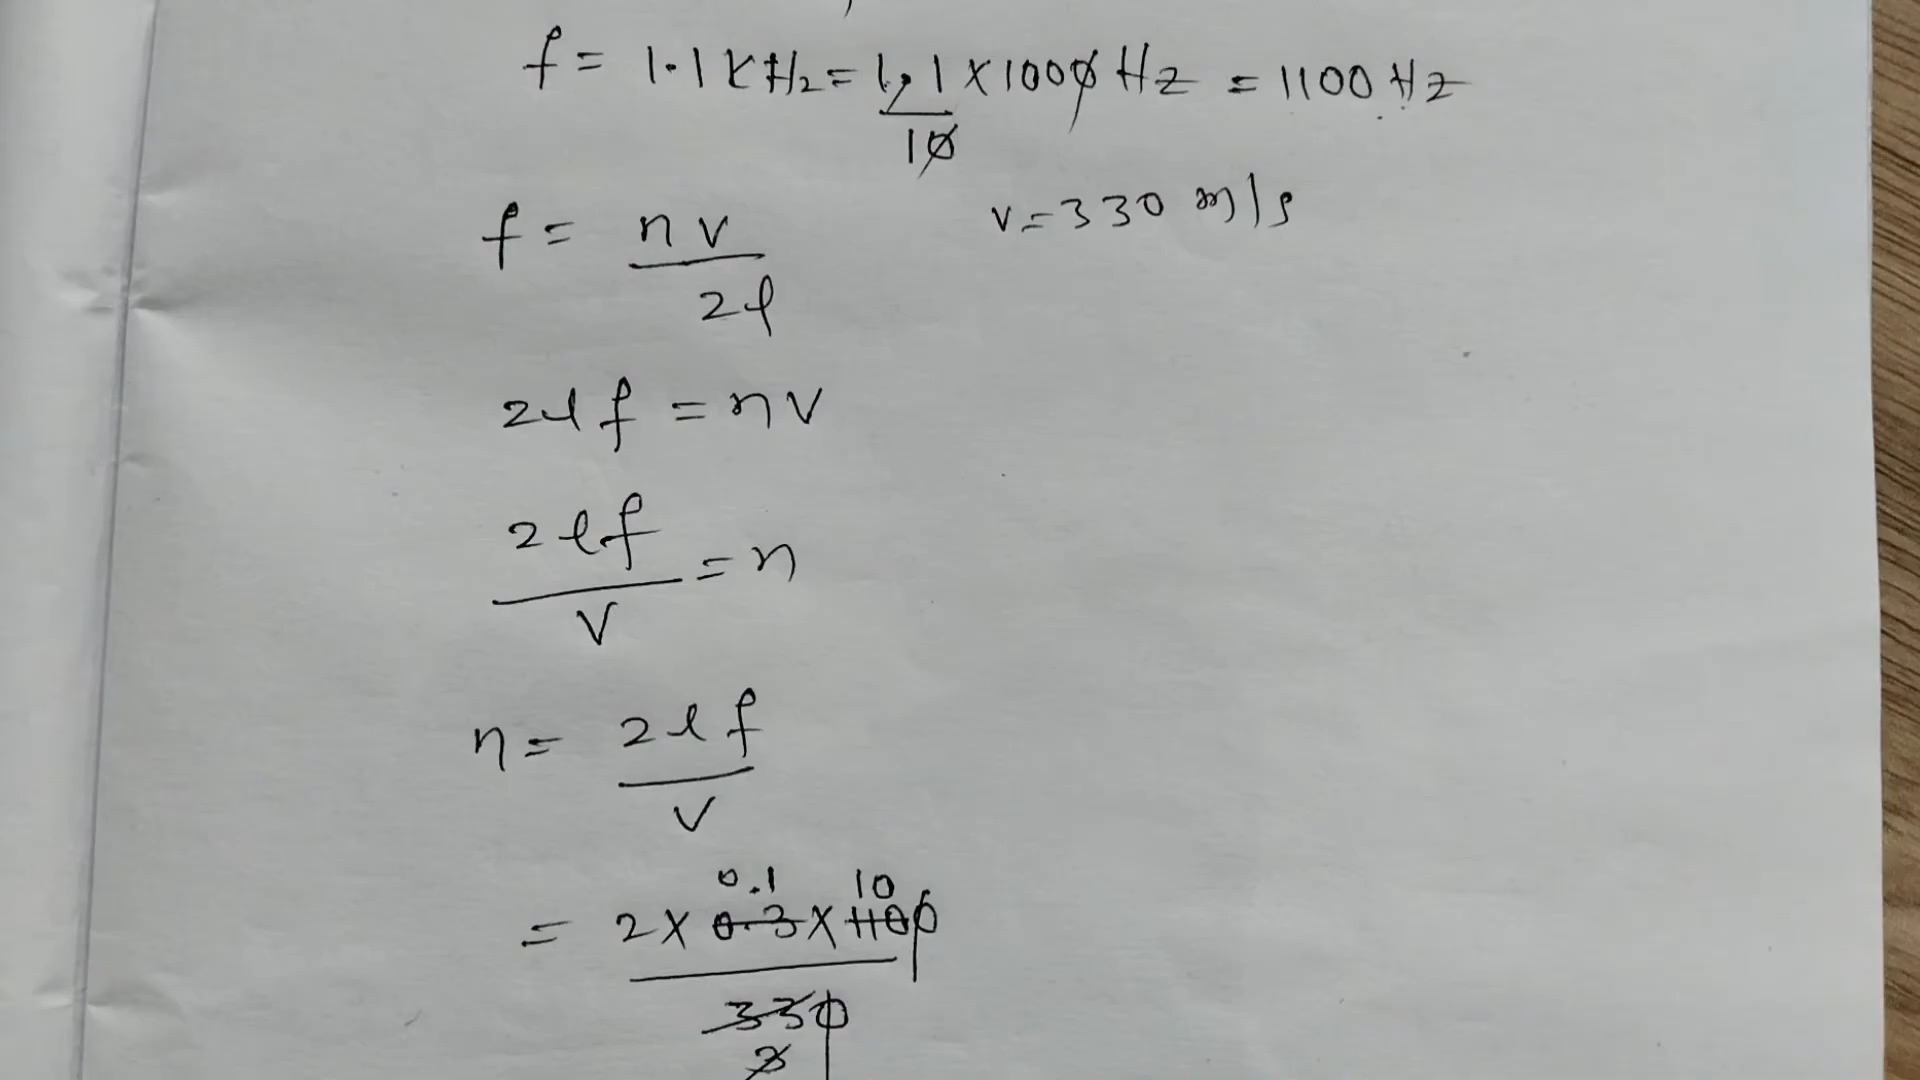 f = 1.1 KHz = 1,1 × 1000 Hz = 1100 Hz
10
f = nv v = 330 m/s
2l
2lf = nv
2lf = n
v
n = 2lf
v
0.1 10
= 2 × 0.3 × 1100
330
3